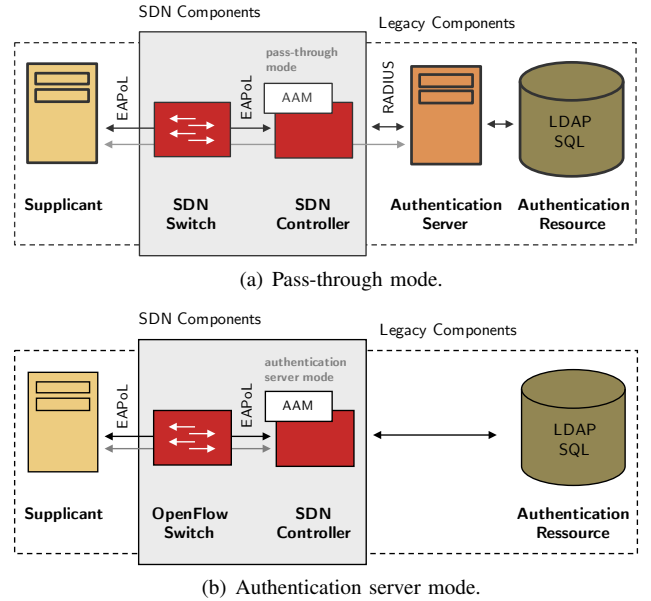 SDN Components
Legacy Components
pass-through
mode
AAM
EAPoL
EAPoL
RADIUS
LDAP
SQL
Supplicant
SDN
Switch
SDN
Controller
Authentication
Server
Authentication
Resource
(a) Pass-through mode.
SDN Components
Legacy Components
authentication
server mode
AAM
EAPoL
EAPoL
LDAP
SQL
Supplicant
OpenFlow
Switch
SDN
Controller
Authentication
Ressource
(b) Authentication server mode.